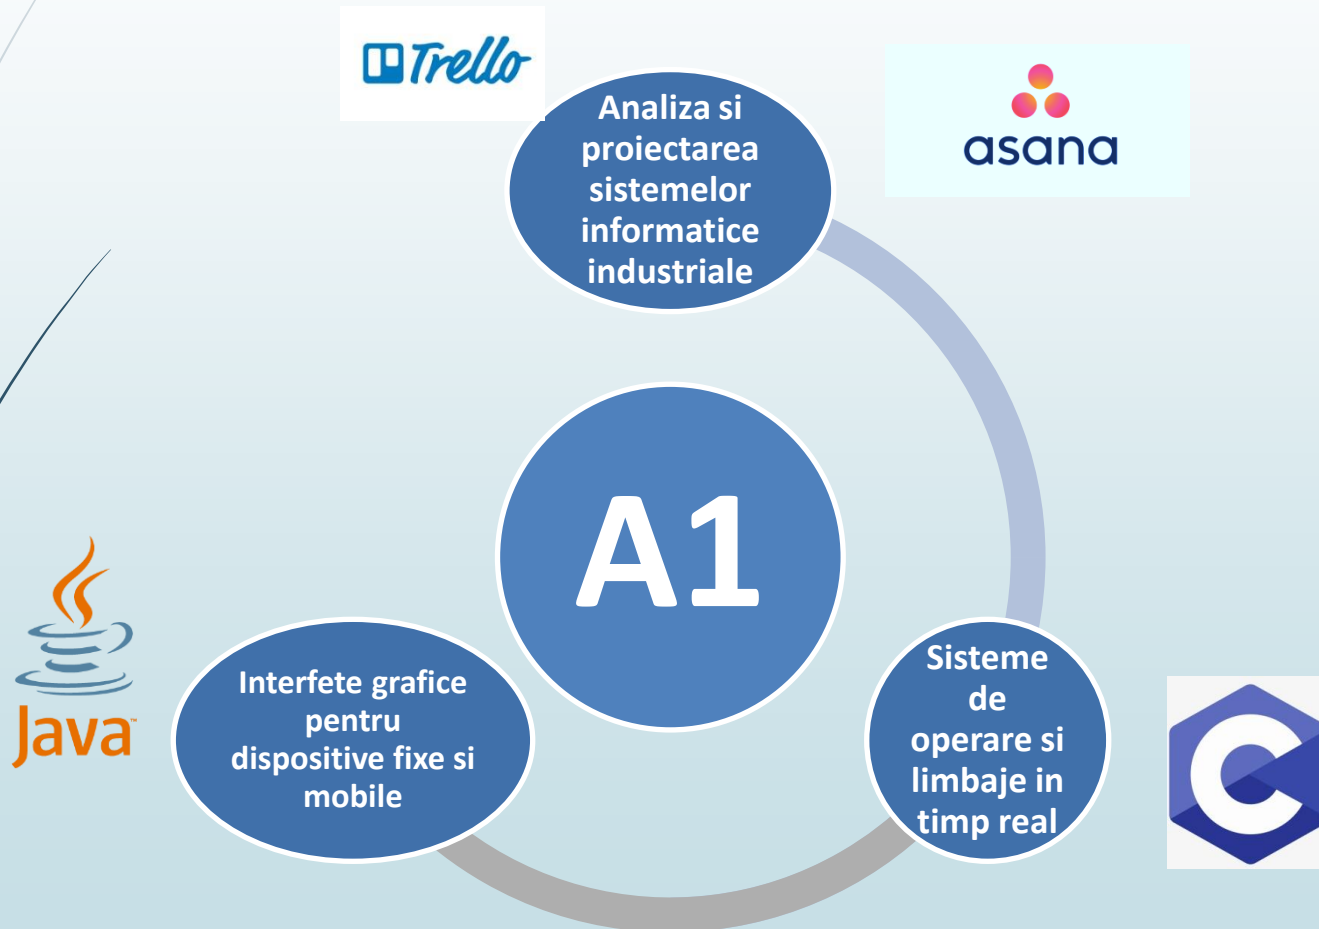 Trello
Analiza si
proiectarea
sistemelor
informatice
industriale
asana
A1
Java™
Interfete grafice
pentru
dispositive fixe si
mobile
Sisteme
de
operare si
limbaje in
timp real
C